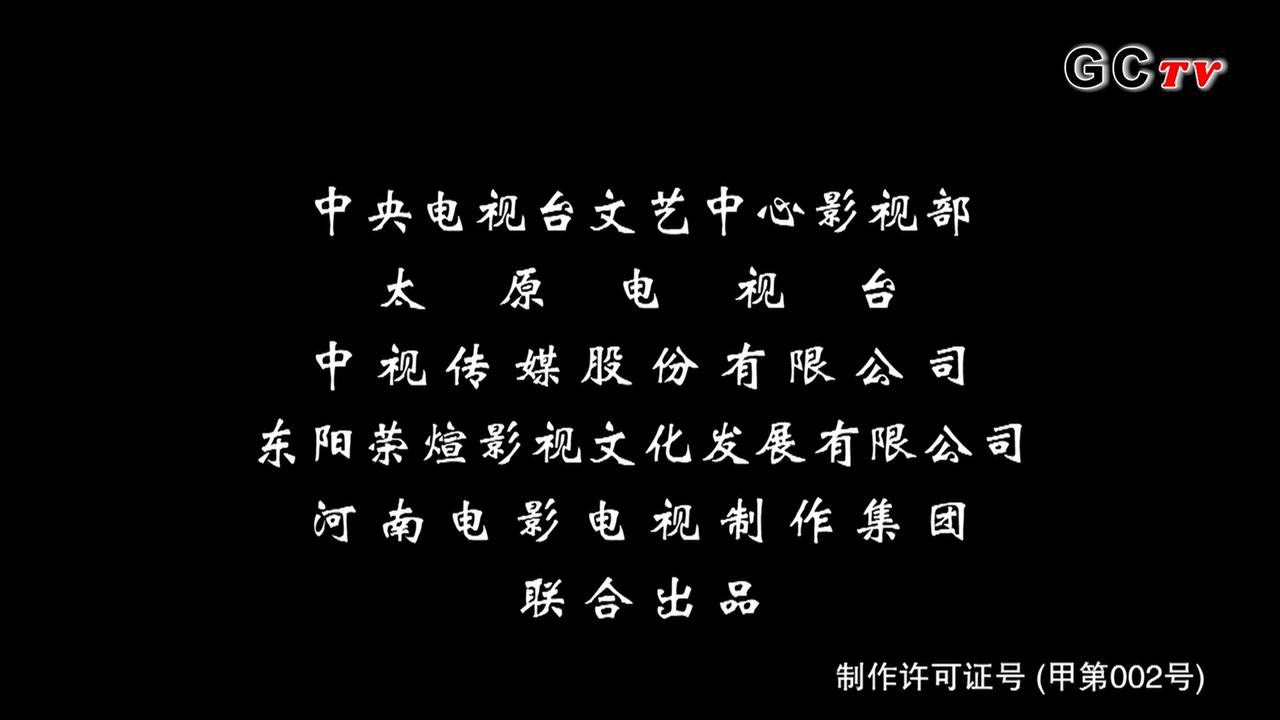 GCTV
中央电视台文艺中心影视部
太原电视台
中视传媒股份有限公司
东阳荣煊影视文化发展有限公司
河南电影电视制作集团
联合出品
制作许可证号 (甲第002号)